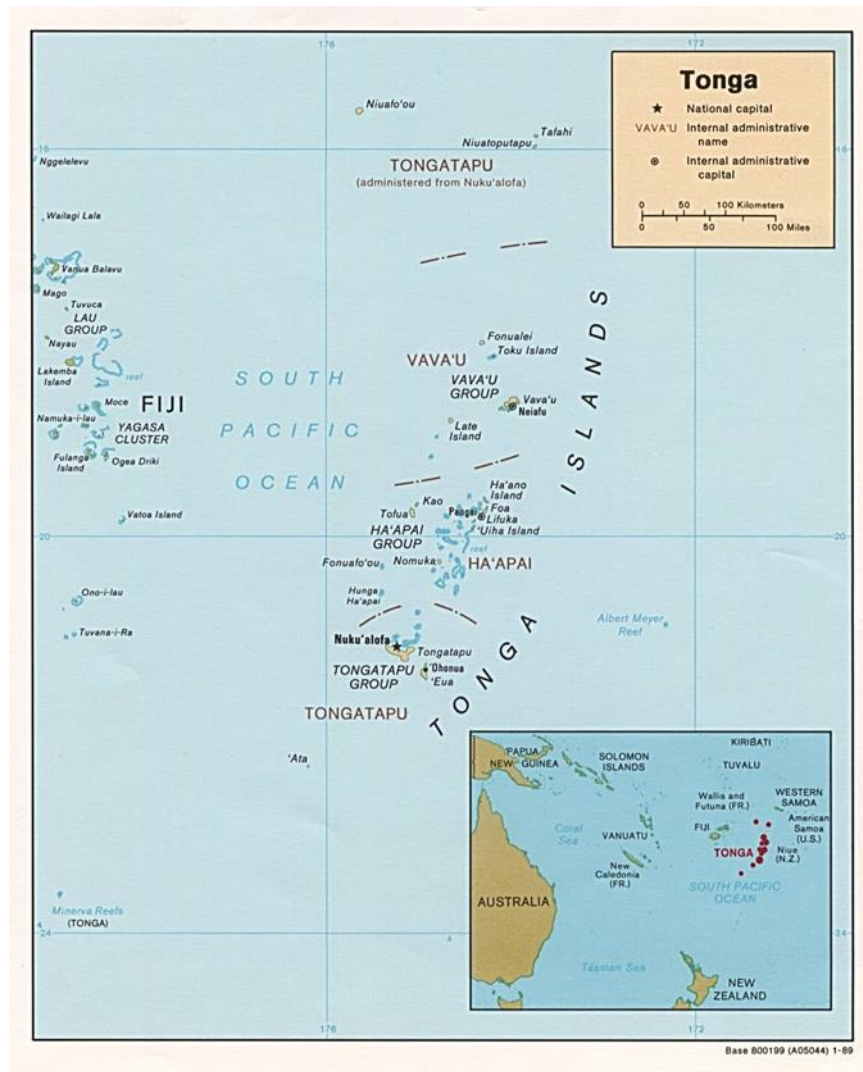 176
172
Tonga
★ National capital
VAVA'U Internal administrative
name
Internal administrative
capital
0 50 100 Kilometers
0 50 100 Miles
Niuafo'ou
Tafahi
Niuatoputapu
16
16
TONGATAPU
(administered from Nuku'alofa)
Nggelelevu
Wailagi Lala
Vanua Balavu
Mago
Tuvuca
LAU
GROUP
Nayau
Lakemba
Island
reef
Moce
FIJI
Namuka-i-lau
YAGASA
CLUSTER
Fulanga
Island
Ogea Driki
Vatoa Island
Ono-i-lau
Tuvana-i-Ra
SOUTH
PACIFIC
OCEAN
Fonualei
Toku Island
VAVA'U
VAVA'U
GROUP
Vava'u
Neiafu
Late
Island
TONGA ISLANDS
Ha'ano
Island
Kao
Tofua
Pangai
Foa
Lifuka
'Uiha Island
HA'APAI
GROUP
20
20
reef
Fonuafo'ou
Nomuka
HA'APAI
Hunga
Ha'apai
Albert Meyer
Reef
Nuku'alofa
Tongatapu
TONGATAPU
GROUP
'Ohonua
'Eua
TONGATAPU
'Ata
Minerva Reefs
(TONGA)
24
24
176
172
KIRIBATI
PAPUA
NEW GUINEA
SOLOMON
ISLANDS
TUVALU
Wallis and
Futuna (FR.)
WESTERN
SAMOA
American
Samoa
(U.S.)
Coral
Sea
VANUATU
FIJI
TONGA
Niue
(N.Z.)
New
Caledonia
(FR.)
SOUTH PACIFIC
OCEAN
AUSTRALIA
Tasman Sea
NEW
ZEALAND
Base 800199 (A05044) 1-89